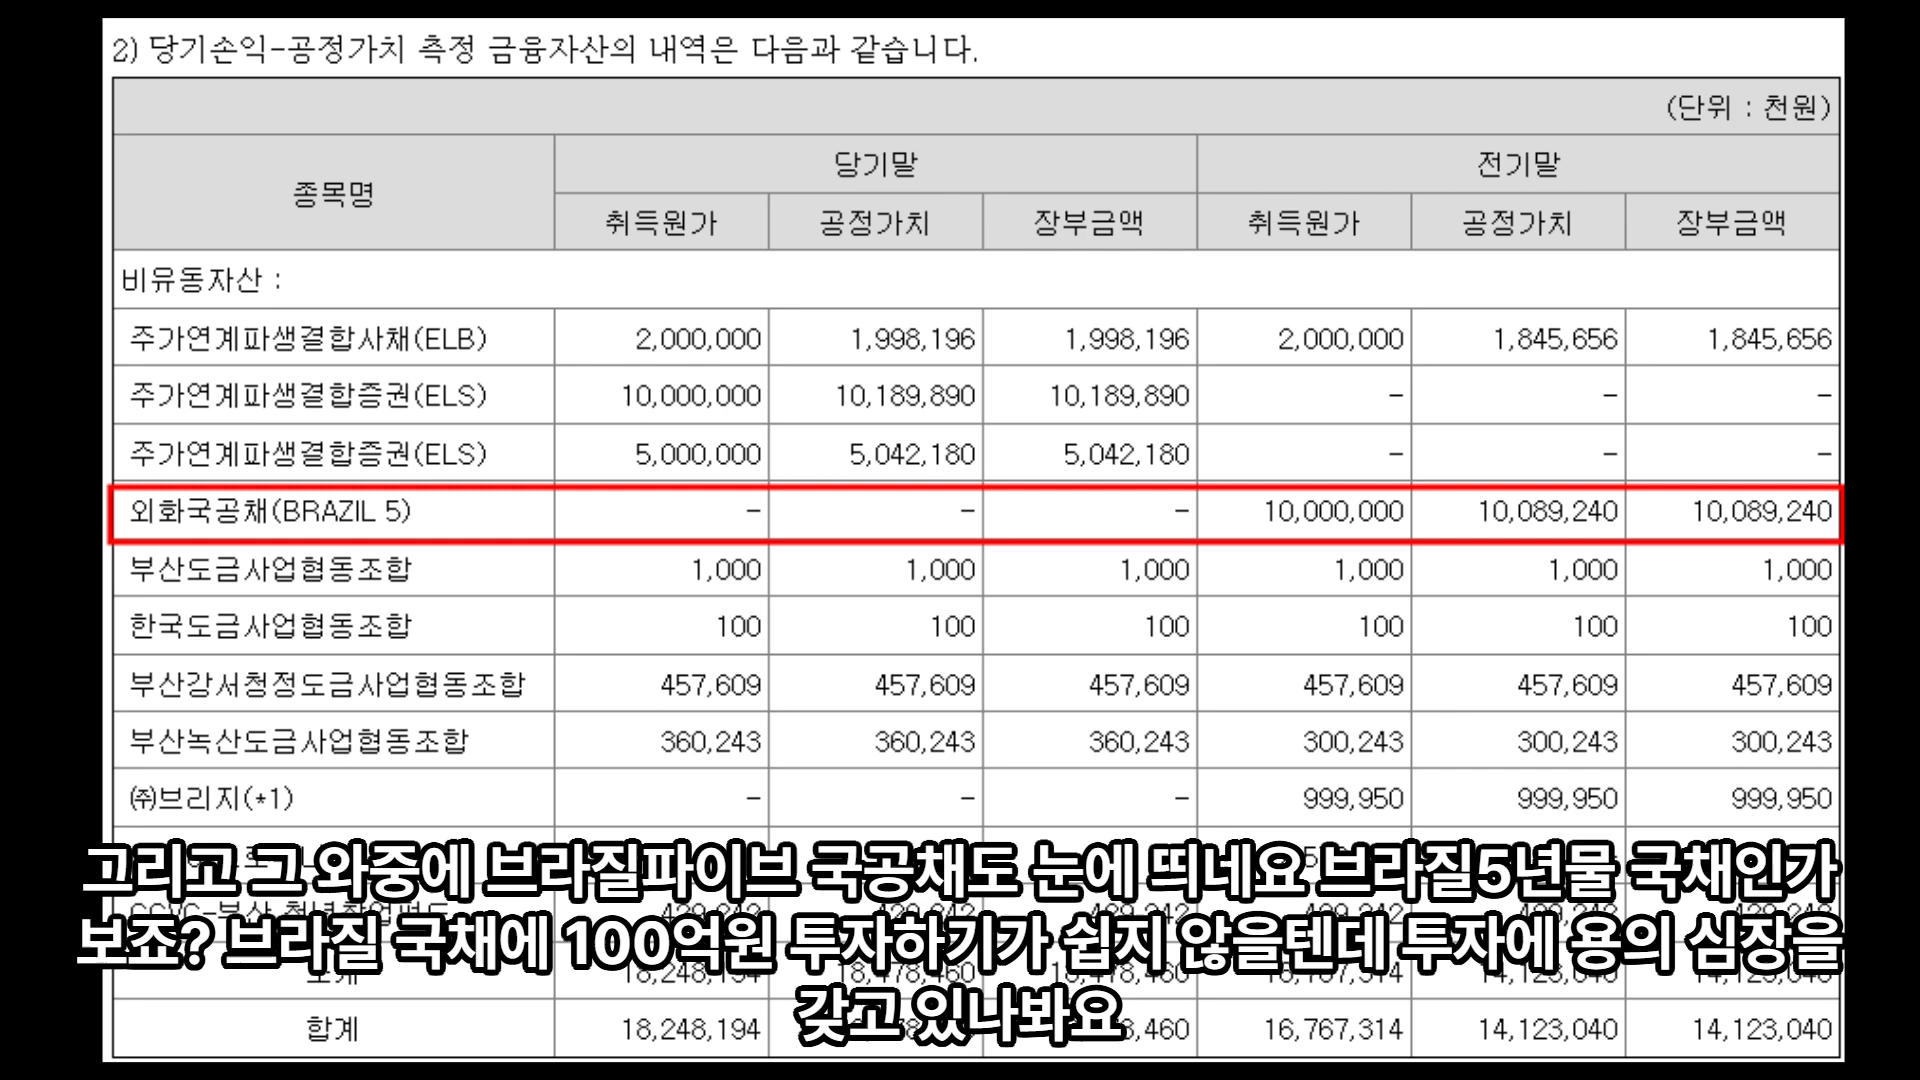 2) 당기손익-공정가치 측정 금융자산의 내역은 다음과 같습니다.
(단위 : 천원)
종목명 당기말 전기말
취득원가 공정가치 장부금액 취득원가 공정가치 장부금액
비유동자산 :
주가연계파생결합사채(ELB) 2,000,000 1,998,196 1,998,196 2,000,000 1,845,656 1,845,656
주가연계파생결합증권(ELS) 10,000,000 10,189,890 10,189,890 - - -
주가연계파생결합증권(ELS) 5,000,000 5,042,180 5,042,180 - - -
외화국공채(BRAZIL 5) - - - 10,000,000 10,089,240 10,089,240
부산도금사업협동조합 1,000 1,000 1,000 1,000 1,000 1,000
한국도금사업협동조합 100 100 100 100 100 100
부산강서청정도금사업협동조합 457,609 457,609 457,609 457,609 457,609 457,609
부산녹산도금사업협동조합 360,243 360,243 360,243 300,243 300,243 300,243
㈜브리지(*1) - - - 999,950 999,950 999,950
그리고 그 와중에 브라질파이브 국공채도 눈에 띄네요 브라질5년물 국채인가
보죠? 브라질 국채에 100억원 투자하기가 쉽지 않을텐데 투자에 용의 심장을
갖고 있나봐요
합계 18,248,194 16,767,314 14,123,040 14,123,040